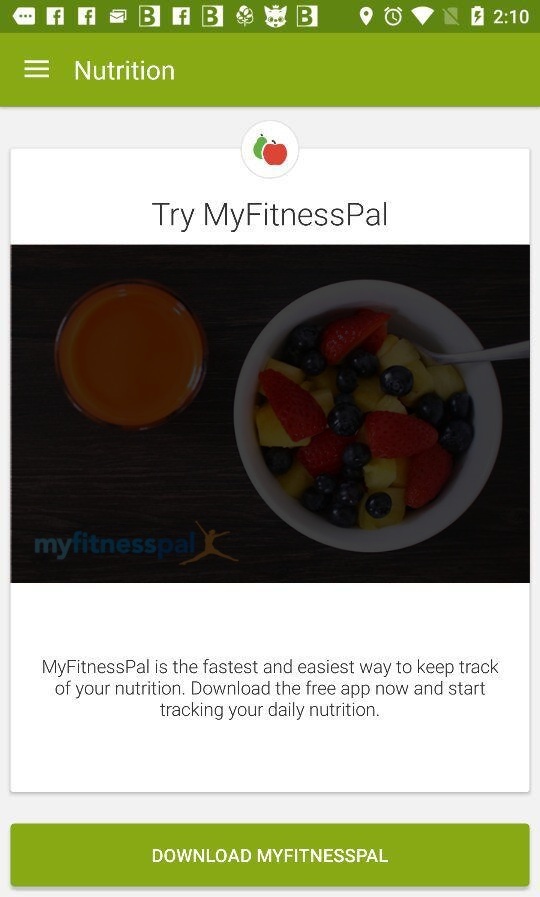 2:10
Nutrition
Try MyFitnessPal
myfitnesspal
MyFitnessPal is the fastest and easiest way to keep track
of your nutrition. Download the free app now and start
tracking your daily nutrition.
DOWNLOAD MYFITNESSPAL